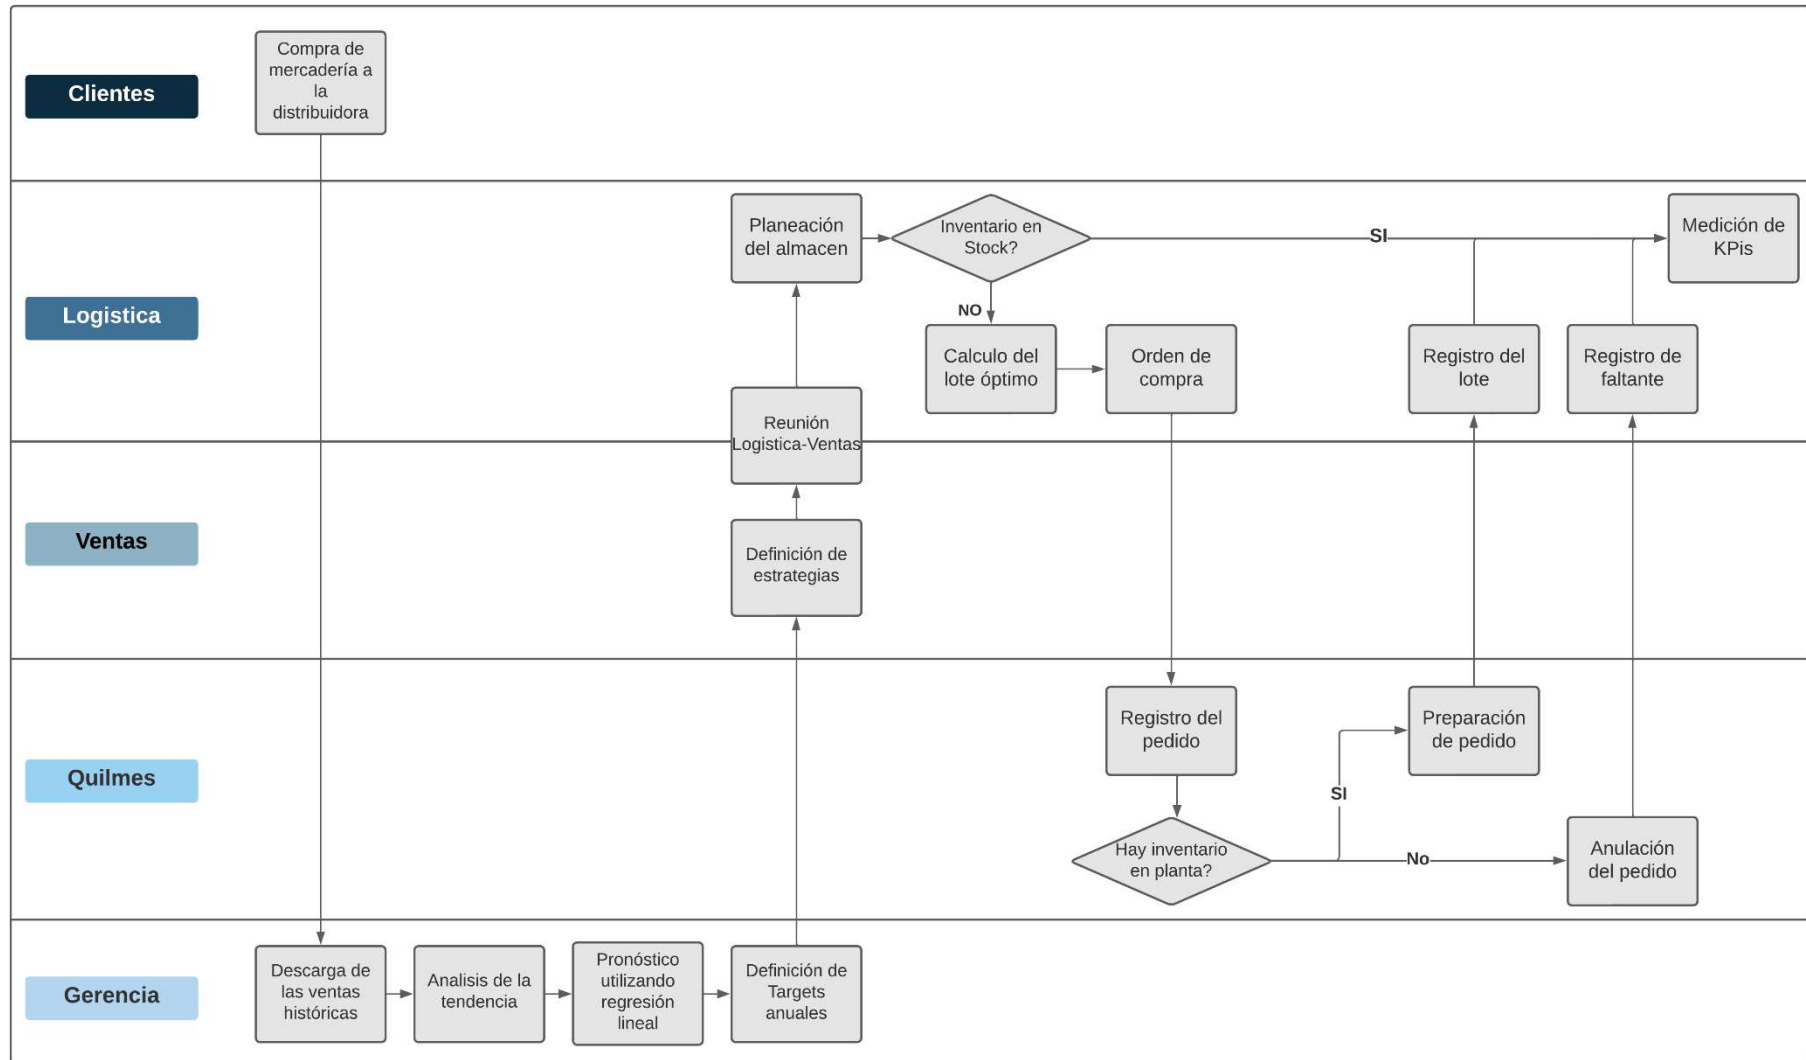 Clientes
Compra de
mercadería a
la
distribuidora
Logistica
Planeación
del almacen
Inventario en
Stock?
SI
Medición de
KPis
NO
Calculo del
lote óptimo
Orden de
compra
Registro del
lote
Registro de
faltante
Reunión
Logistica-Ventas
Ventas
Definición de
estrategias
Quilmes
Registro del
pedido
Preparación
de pedido
SI
Hay inventario
en planta?
No
Anulación
del pedido
Gerencia
Descarga de
las ventas
históricas
Analisis de la
tendencia
Pronóstico
utilizando
regresión
lineal
Definición de
Targets
anuales